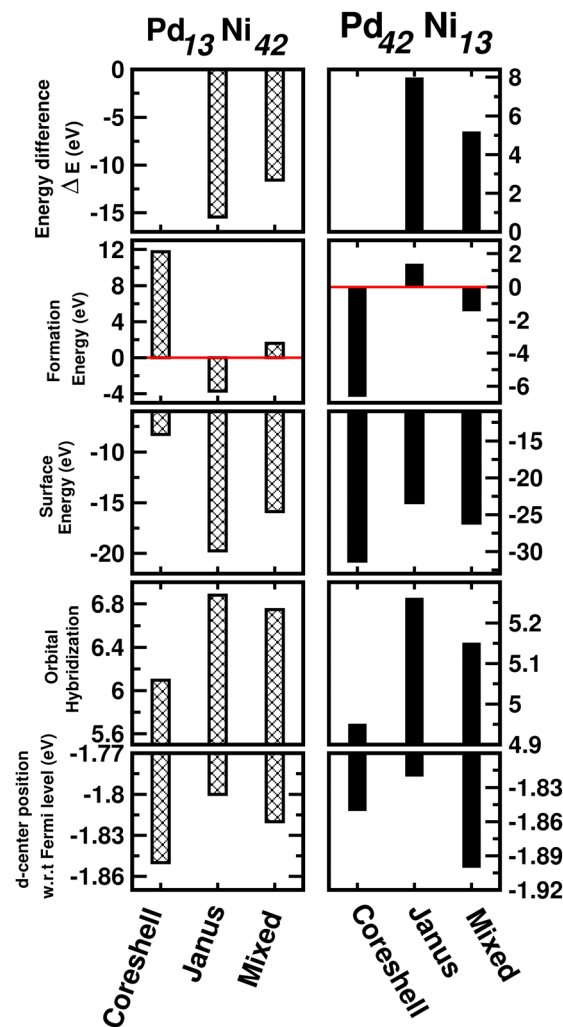 Pd13 Ni42
Pd42 Ni13
Energy difference
Δ E (eV)
0
-5
-10
-15
8
6
4
2
0
Formation
Energy (eV)
12
8
4
0
-4
2
0
-2
-4
-6
Surface
Energy (eV)
-10
-15
-20
-15
-20
-25
-30
Orbital
Hybridization
6.8
6.4
6
5.6
5.2
5.1
5
4.9
d-center position
w.r.t Fermi level (eV)
-1.77
-1.8
-1.83
-1.86
-1.83
-1.86
-1.89
-1.92
Coreshell
Janus
Mixed
Coreshell
Janus
Mixed